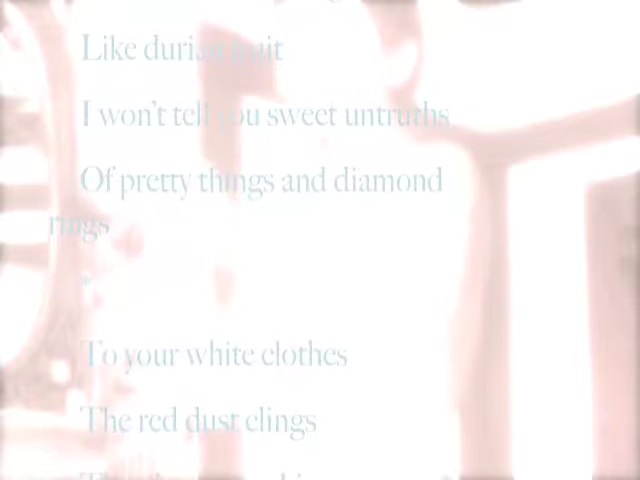 Like durian fruit
I won't tell you sweet untruths
Of pretty things and diamond
rings
*
To your white clothes
The red dust clings